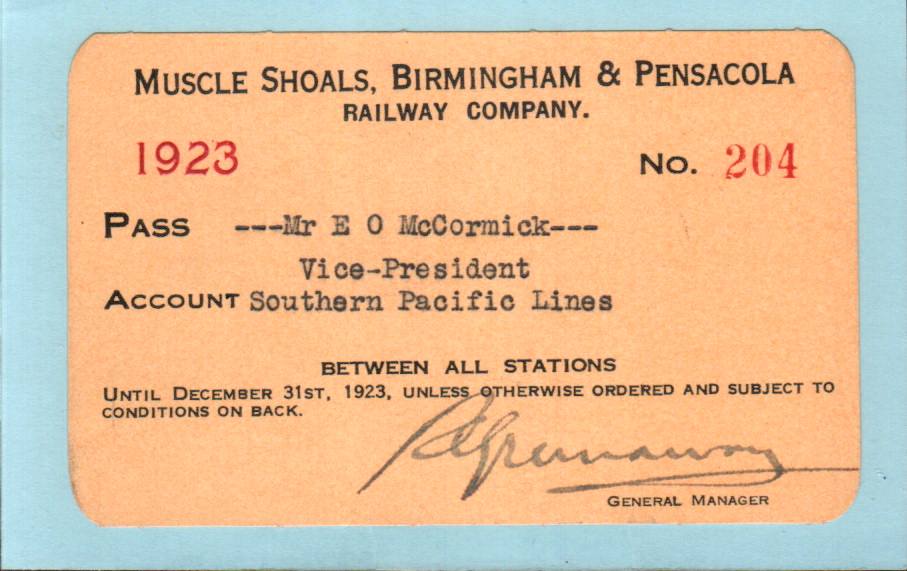 MUSCLE SHOALS, BIRMINGHAM & PENSACOLA
RAILWAY COMPANY.
1923 No. 204
PASS ---Mr E O McCormick---
Vice-President
ACCOUNT Southern Pacific Lines
BETWEEN ALL STATIONS
UNTIL DECEMBER 31ST, 1923, UNLESS OTHERWISE ORDERED AND SUBJECT TO
CONDITIONS ON BACK.
GENERAL MANAGER